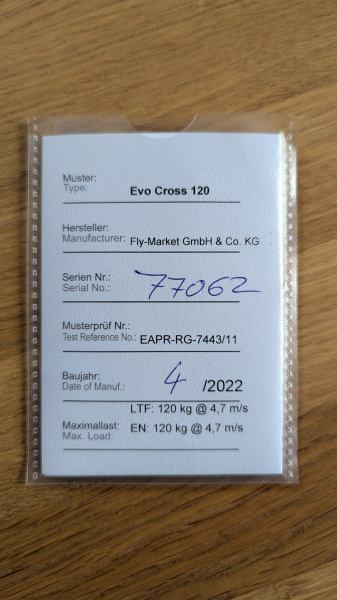 Muster:
Type: Evo Cross 120
Hersteller:
Manufacturer: Fly-Market GmbH & Co. KG
Serien Nr.:
Serial No.: 77062
Musterprüf Nr.:
Test Reference No.: EAPR-RG-7443/11
Baujahr:
Date of Manuf.: 4 /2022
LTF: 120 kg @ 4,7 m/s
Maximallast: EN: 120 kg @ 4,7 m/s
Max. Load: